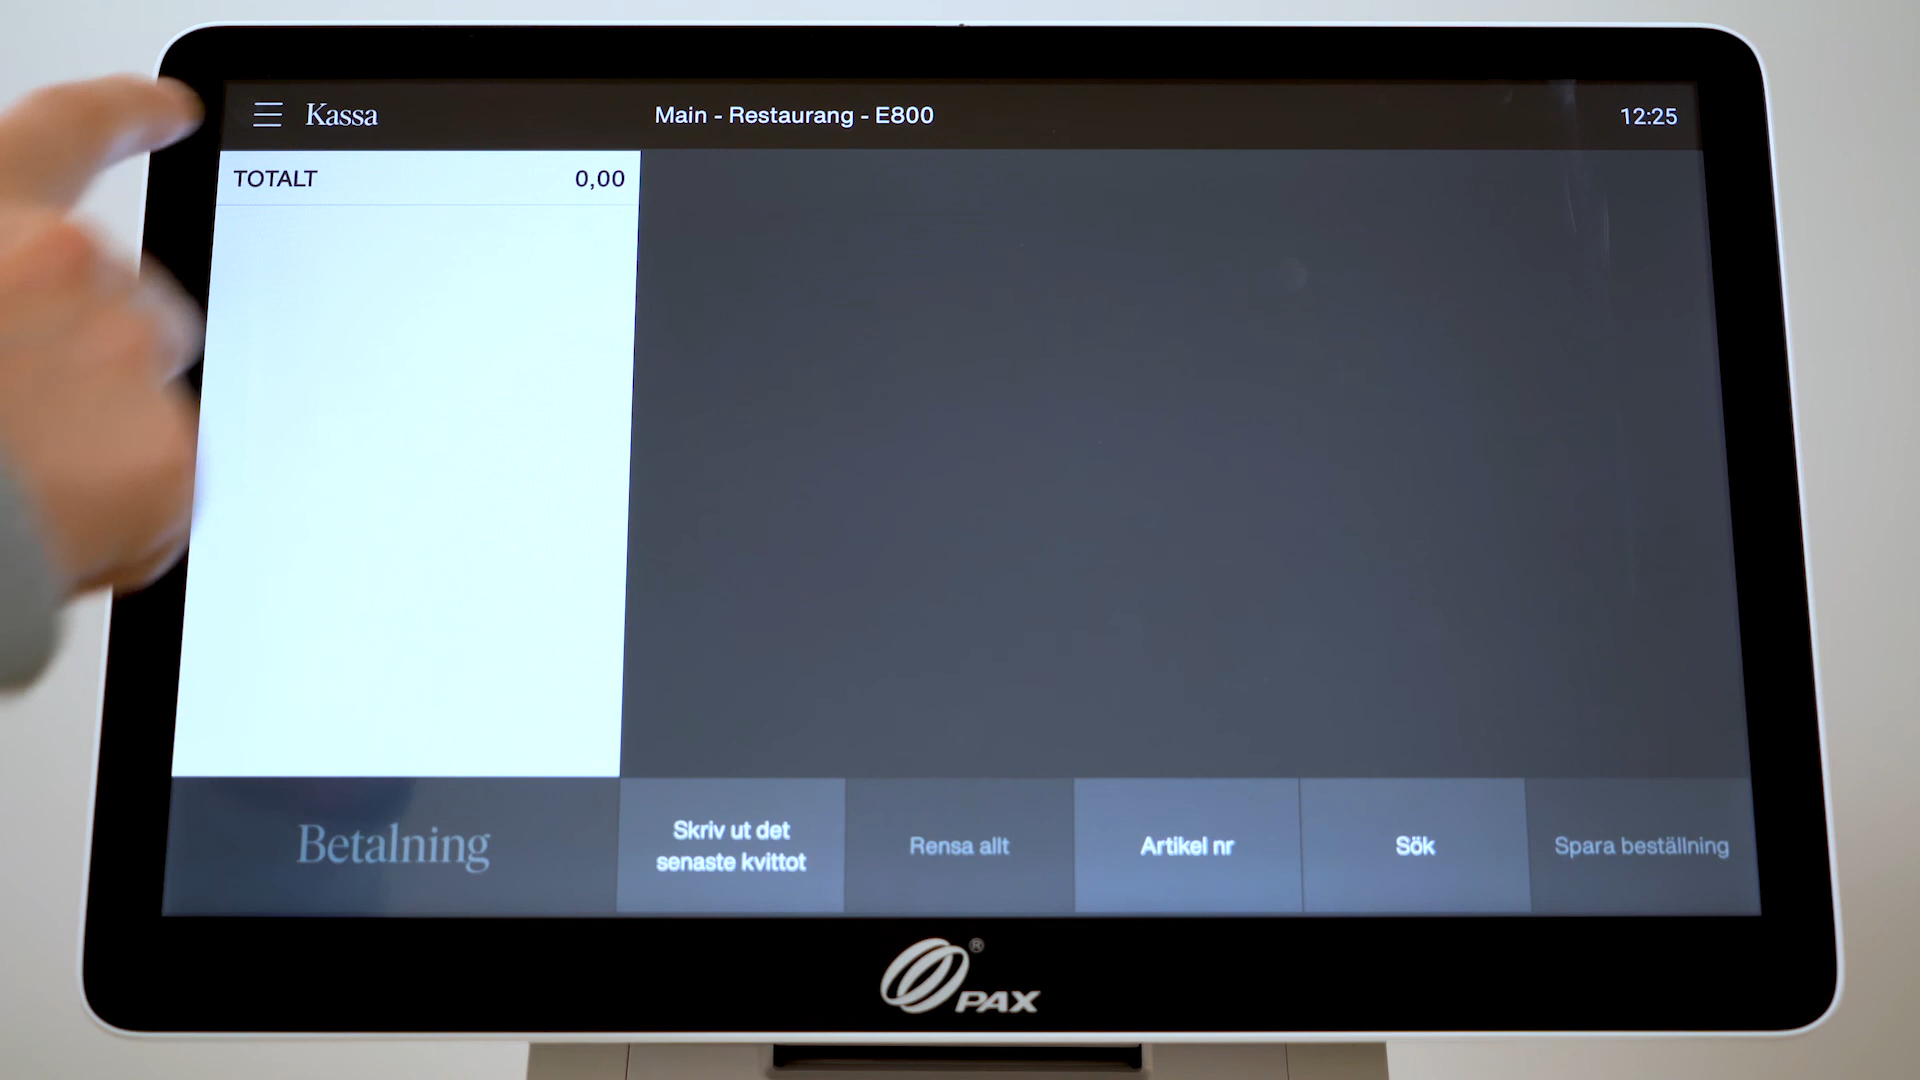 Kassa
Main - Restaurang - E800
12:25
TOTALT 0,00
Betalning
Skriv ut det
senaste kvittot
Rensa allt
Artikel nr
Sök
Spara beställning
PAX®